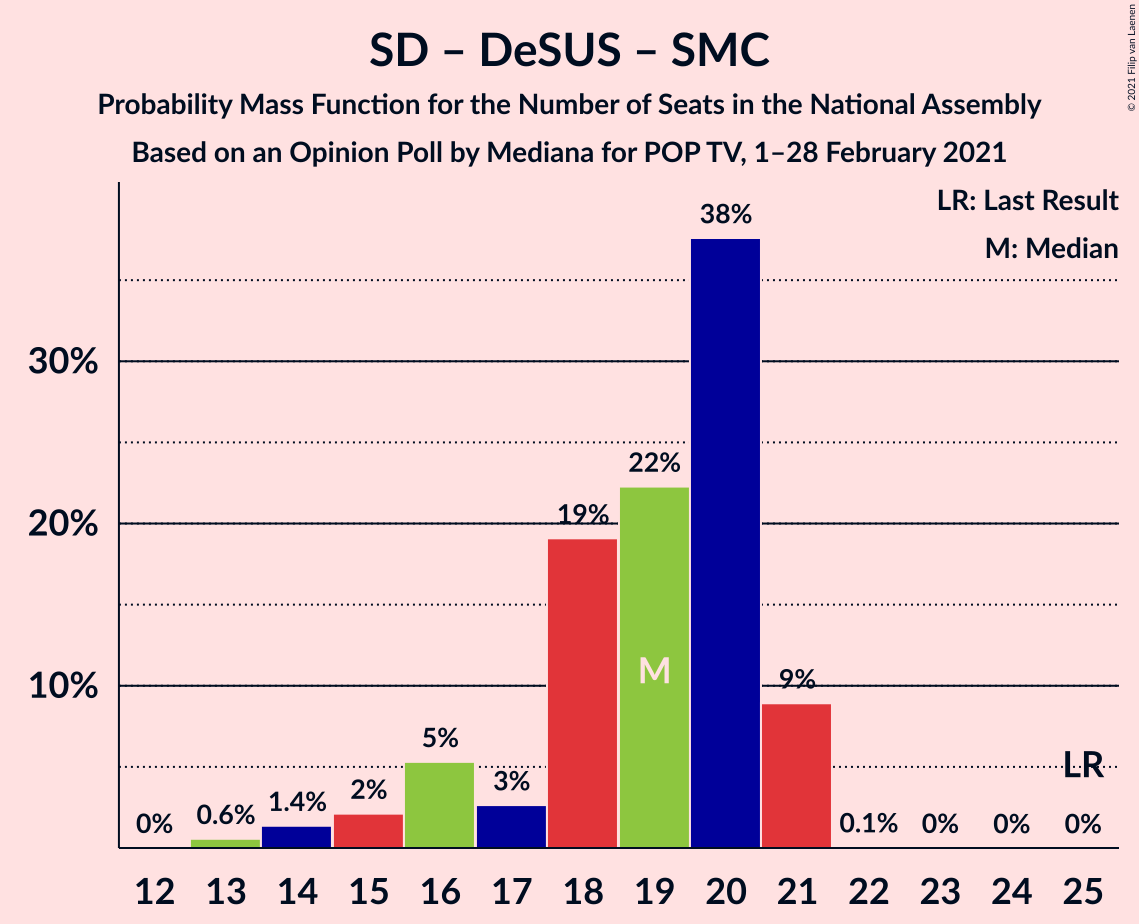 SD – DeSUS – SMC
Probability Mass Function for the Number of Seats in the National Assembly
Based on an Opinion Poll by Mediana for POP TV, 1–28 February 2021
© 2021 Filip van Laenen
LR: Last Result
M: Median
30%
20%
10%
0%
0.6%
1.4%
2%
5%
3%
19%
22%
38%
9%
0.1%
0%
0%
0%
M
LR
12 13 14 15 16 17 18 19 20 21 22 23 24 25